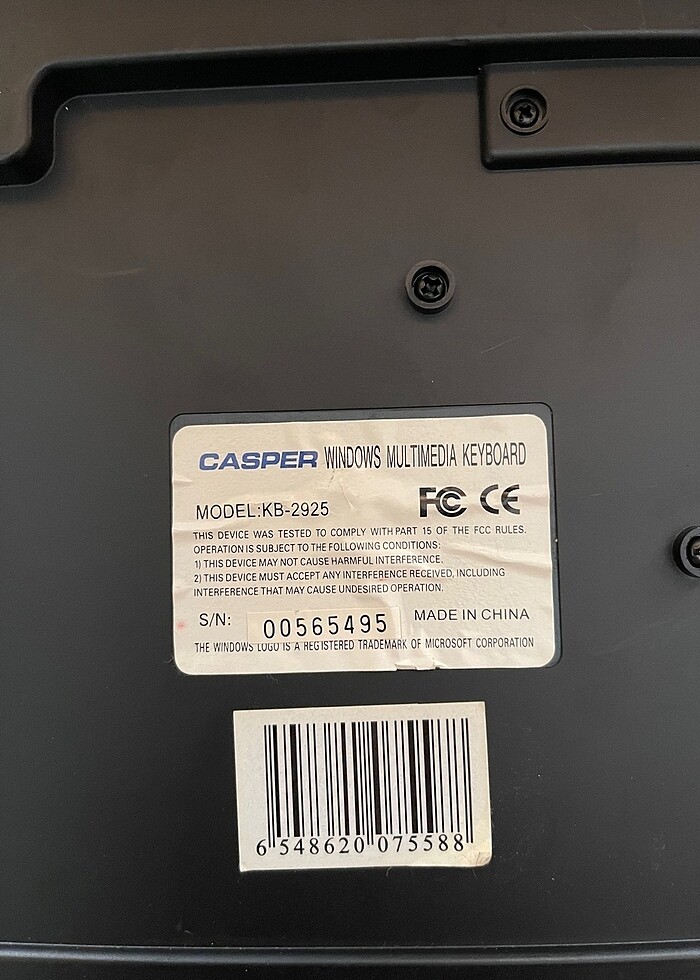 CASPER WINDOWS MULTIMEDIA KEYBOARD
MODEL:KB-2925 FC CE
THIS DEVICE WAS TESTED TO COMPLY WITH PART 15 OF THE FCC RULES.
OPERATION IS SUBJECT TO THE FOLLOWING CONDITIONS:
1) THIS DEVICE MAY NOT CAUSE HARMFUL INTERFERENCE.
2) THIS DEVICE MUST ACCEPT ANY INTERFERENCE RECEIVED, INCLUDING
INTERFERENCE THAT MAY CAUSE UNDESIRED OPERATION.
S/N: 00565495 MADE IN CHINA
THE WINDOWS LOGO IS A REGISTERED TRADEMARK OF MICROSOFT CORPORATION
6 548620 075588